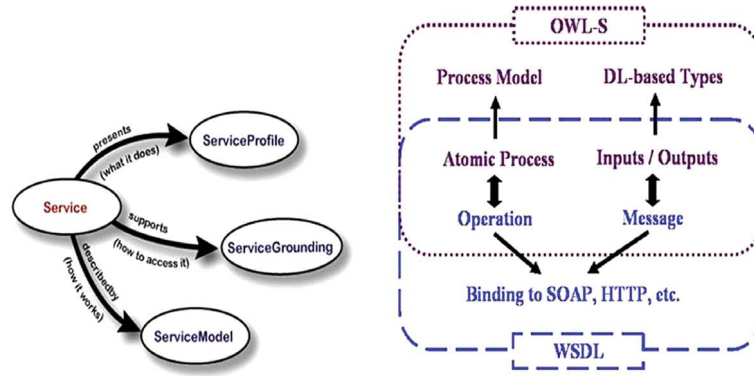 presents
(what it does)
ServiceProfile
Service
supports
(how to access it)
ServiceGrounding
describedby
(how it works)
ServiceModel
OWL-S
Process Model
DL-based Types
Atomic Process
Inputs / Outputs
Operation
Message
Binding to SOAP, HTTP, etc.
WSDL